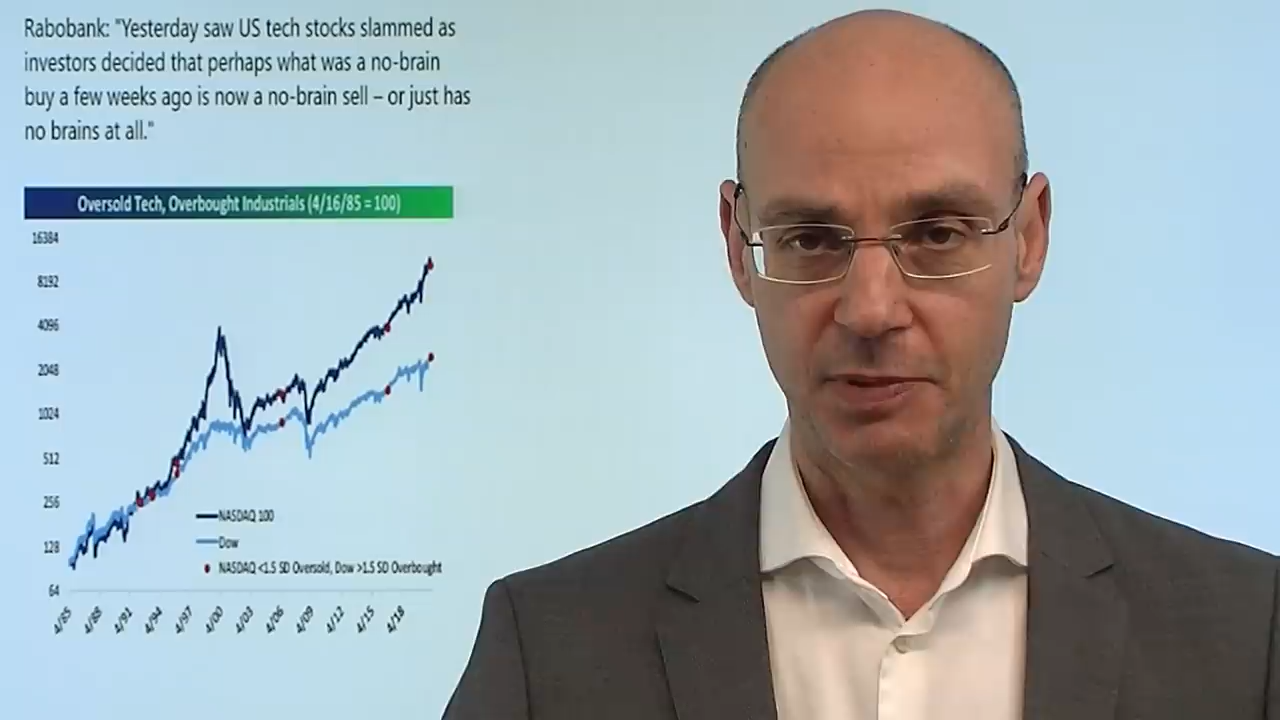 Rabobank: "Yesterday saw US tech stocks slammed as
investors decided that perhaps what was a no-brain
buy a few weeks ago is now a no-brain sell – or just has
no brains at all."
Oversold Tech, Overbought Industrials (4/16/85 = 100)
16384
8192
4096
2048
1024
512
256
128
64
NASDAQ 100
Dow
NASDAQ <1.5 SD Oversold, Dow >1.5 SD Overbought
4/85 4/88 4/91 4/94 4/97 4/00 4/03 4/06 4/09 4/12 4/15 4/18